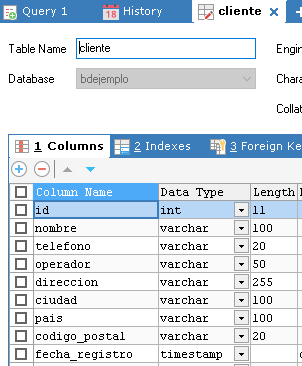 Query 1 History cliente
Table Name cliente Engin
Database bdejemplo Chara
Collat
1 Columns 2 Indexes 3 Foreign Ke
Column Name Data Type Length
id int 11
nombre varchar 100
telefono varchar 20
operador varchar 50
direccion varchar 255
ciudad varchar 100
pais varchar 100
codigo_postal varchar 20
fecha_registro timestamp